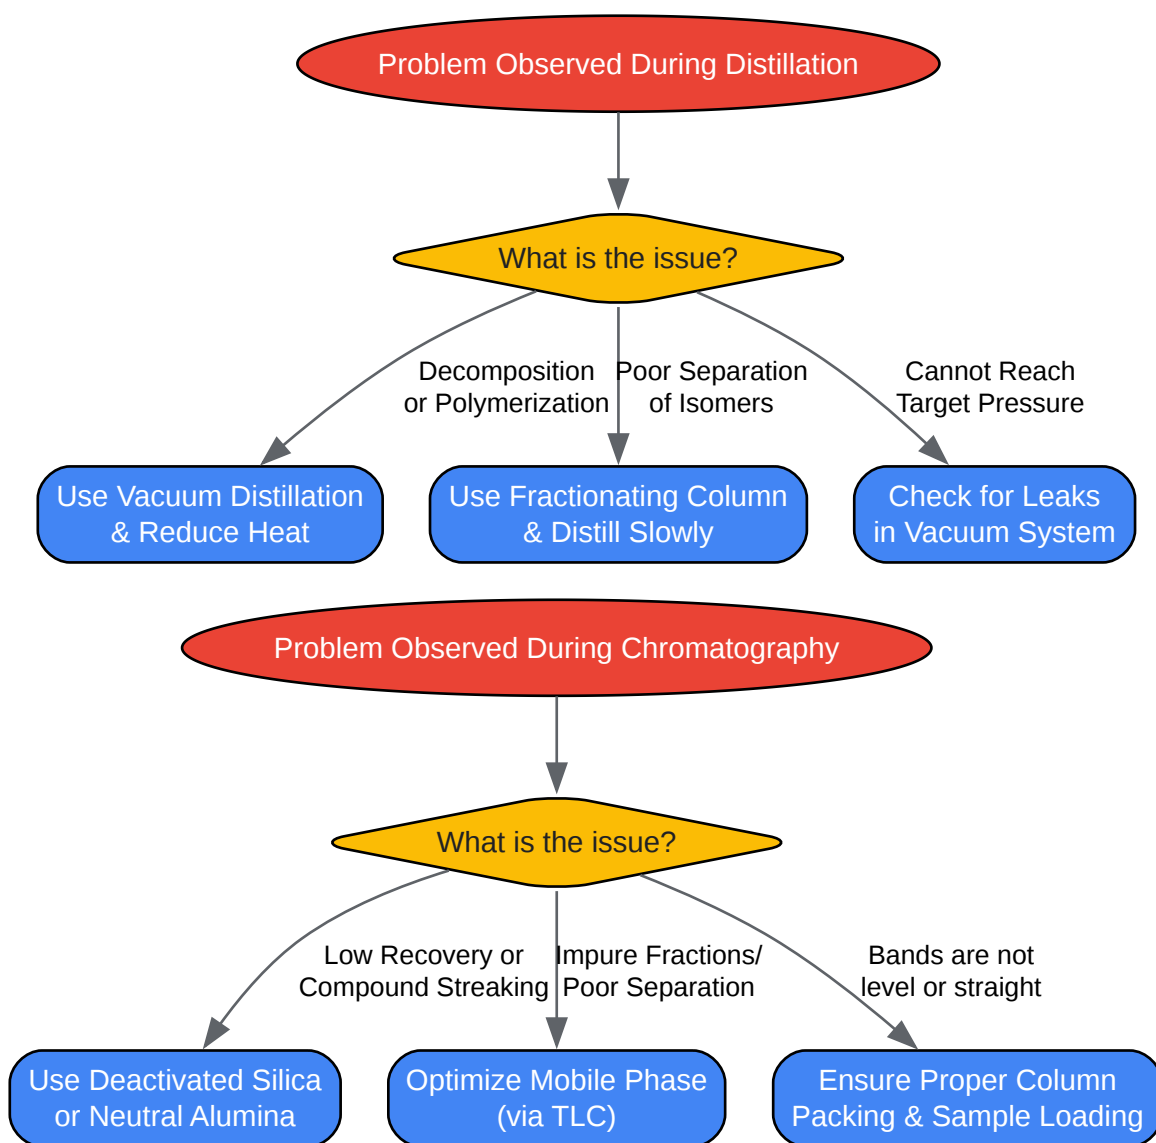 Problem Observed During Distillation
What is the issue?
Decomposition
or Polymerization
Poor Separation
of Isomers
Cannot Reach
Target Pressure
Use Vacuum Distillation
& Reduce Heat
Use Fractionating Column
& Distill Slowly
Check for Leaks
in Vacuum System
Problem Observed During Chromatography
What is the issue?
Low Recovery or
Compound Streaking
Impure Fractions/
Poor Separation
Bands are not
level or straight
Use Deactivated Silica
or Neutral Alumina
Optimize Mobile Phase
(via TLC)
Ensure Proper Column
Packing & Sample Loading